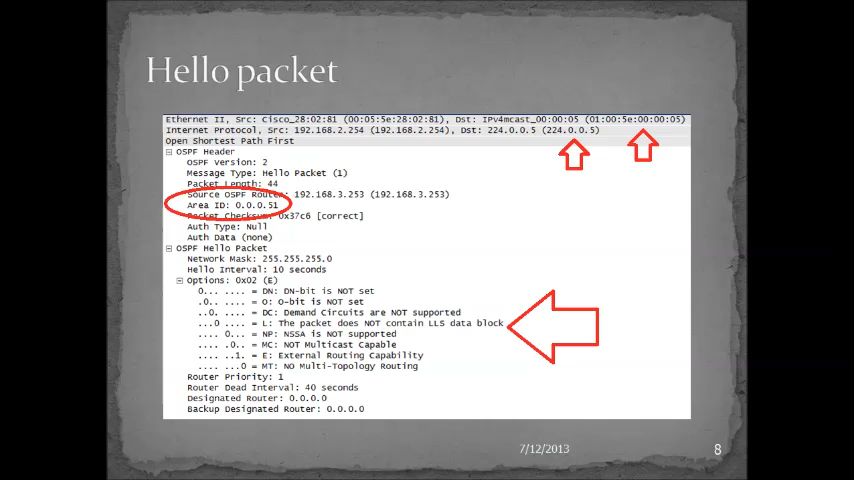 Hello packet
Ethernet II, Src: Cisco_28:02:81 (00:05:5e:28:02:81), Dst: IPv4mcast_00:00:05 (01:00:5e:00:00:05)
Internet Protocol, Src: 192.168.2.254 (192.168.2.254), Dst: 224.0.0.5 (224.0.0.5)
Open Shortest Path First
OSPF Header
OSPF Version: 2
Message Type: Hello Packet (1)
Packet Length: 44
Source OSPF Router: 192.168.3.253 (192.168.3.253)
Area ID: 0.0.0.51
Packet Checksum: 0x37c6 [correct]
Auth Type: Null
Auth Data (none)
OSPF Hello Packet
Network Mask: 255.255.255.0
Hello Interval: 10 seconds
Options: 0x02 (E)
0... .... = DN: DN-bit is NOT set
.0.. .... = O: O-bit is NOT set
..0. .... = DC: Demand Circuits are NOT supported
...0 .... = L: The packet does NOT contain LLS data block
.... 0... = NP: NSSA is NOT supported
.... .0.. = MC: NOT Multicast Capable
.... ..1. = E: External Routing Capability
.... ...0 = MT: NO Multi-Topology Routing
Router Priority: 1
Router Dead Interval: 40 seconds
Designated Router: 0.0.0.0
Backup Designated Router: 0.0.0.0
7/12/2013
8